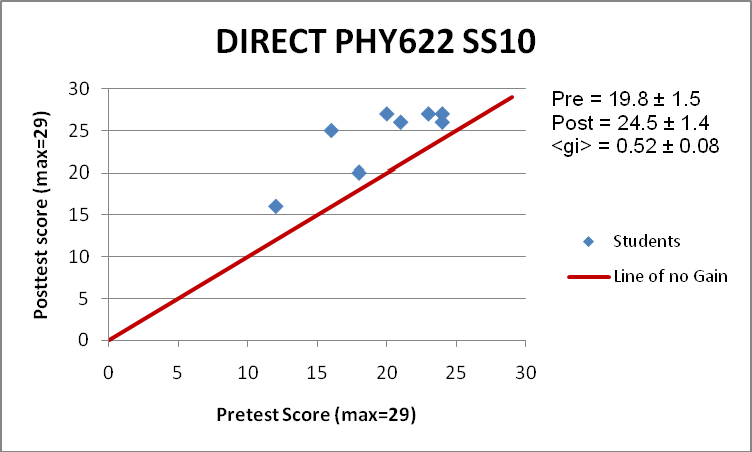 DIRECT PHY622 SS10
Pre = 19.8 ± 1.5
Post = 24.5 ± 1.4
<gi> = 0.52 ± 0.08
Posttest score (max=29)
30
25
20
15
10
5
0
0 5 10 15 20 25 30
Pretest Score (max=29)
Students
Line of no Gain